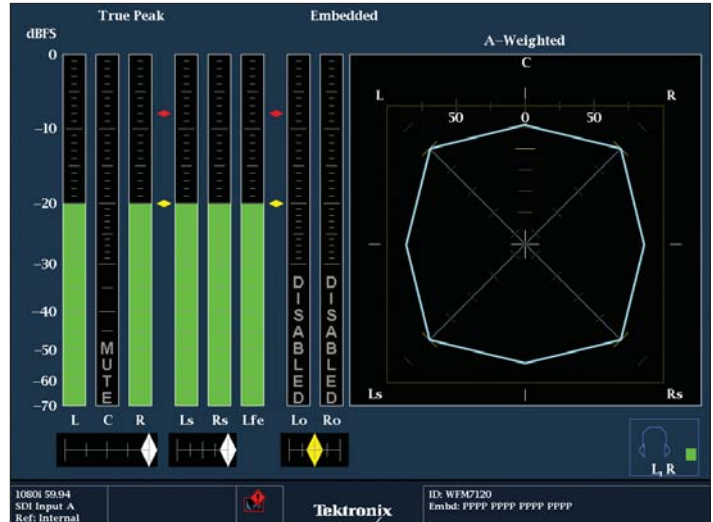 True Peak
Embedded
dBFS
A–Weighted
0
C
L
R
50
0
50
–10
–20
–30
–40
–50
–60
–70
MUTE
DISABLED
DISABLED
Ls
Rs
L
C
R
Ls
Rs
Lfe
Lo
Ro
L, R
1080i 59.94
SDI Input A
Ref: Internal
Tektronix
ID: WFM7120
Embd: PPPP PPPP PPPP PPPP